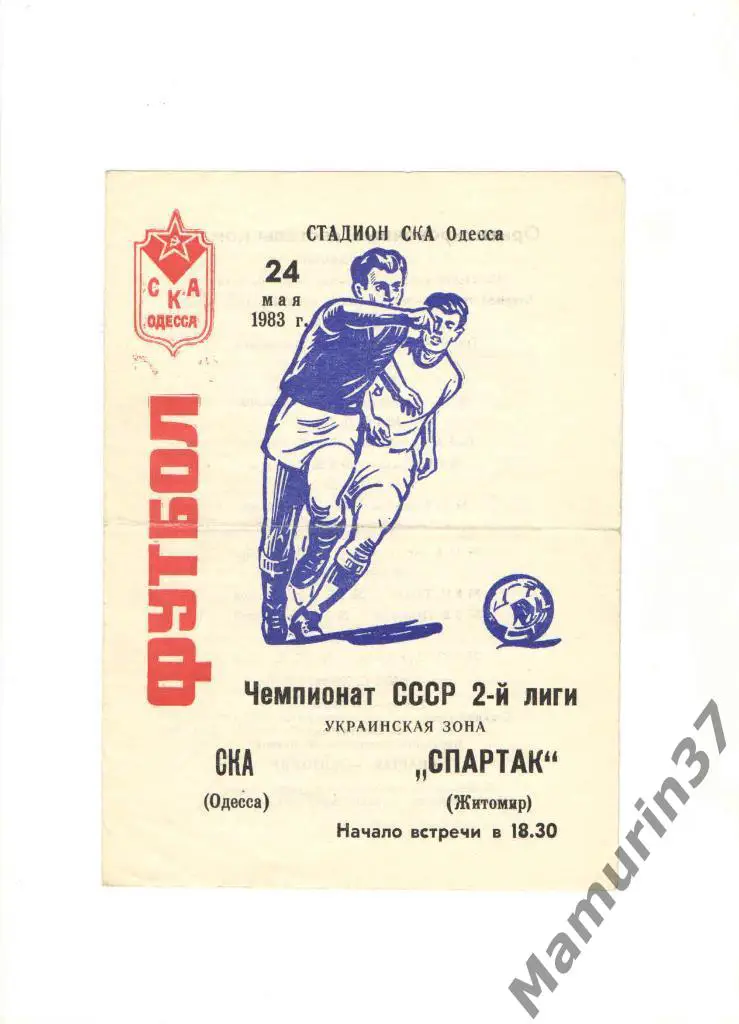 СТАДИОН СКА Одесса
24
мая
1983 г.
СКА
ОДЕССА
ФУТБОЛ
Чемпионат СССР 2-й лиги
УКРАИНСКАЯ ЗОНА
СКА „СПАРТАК“
(Одесса) (Житомир)
Начало встречи в 18.30
Mamurin37